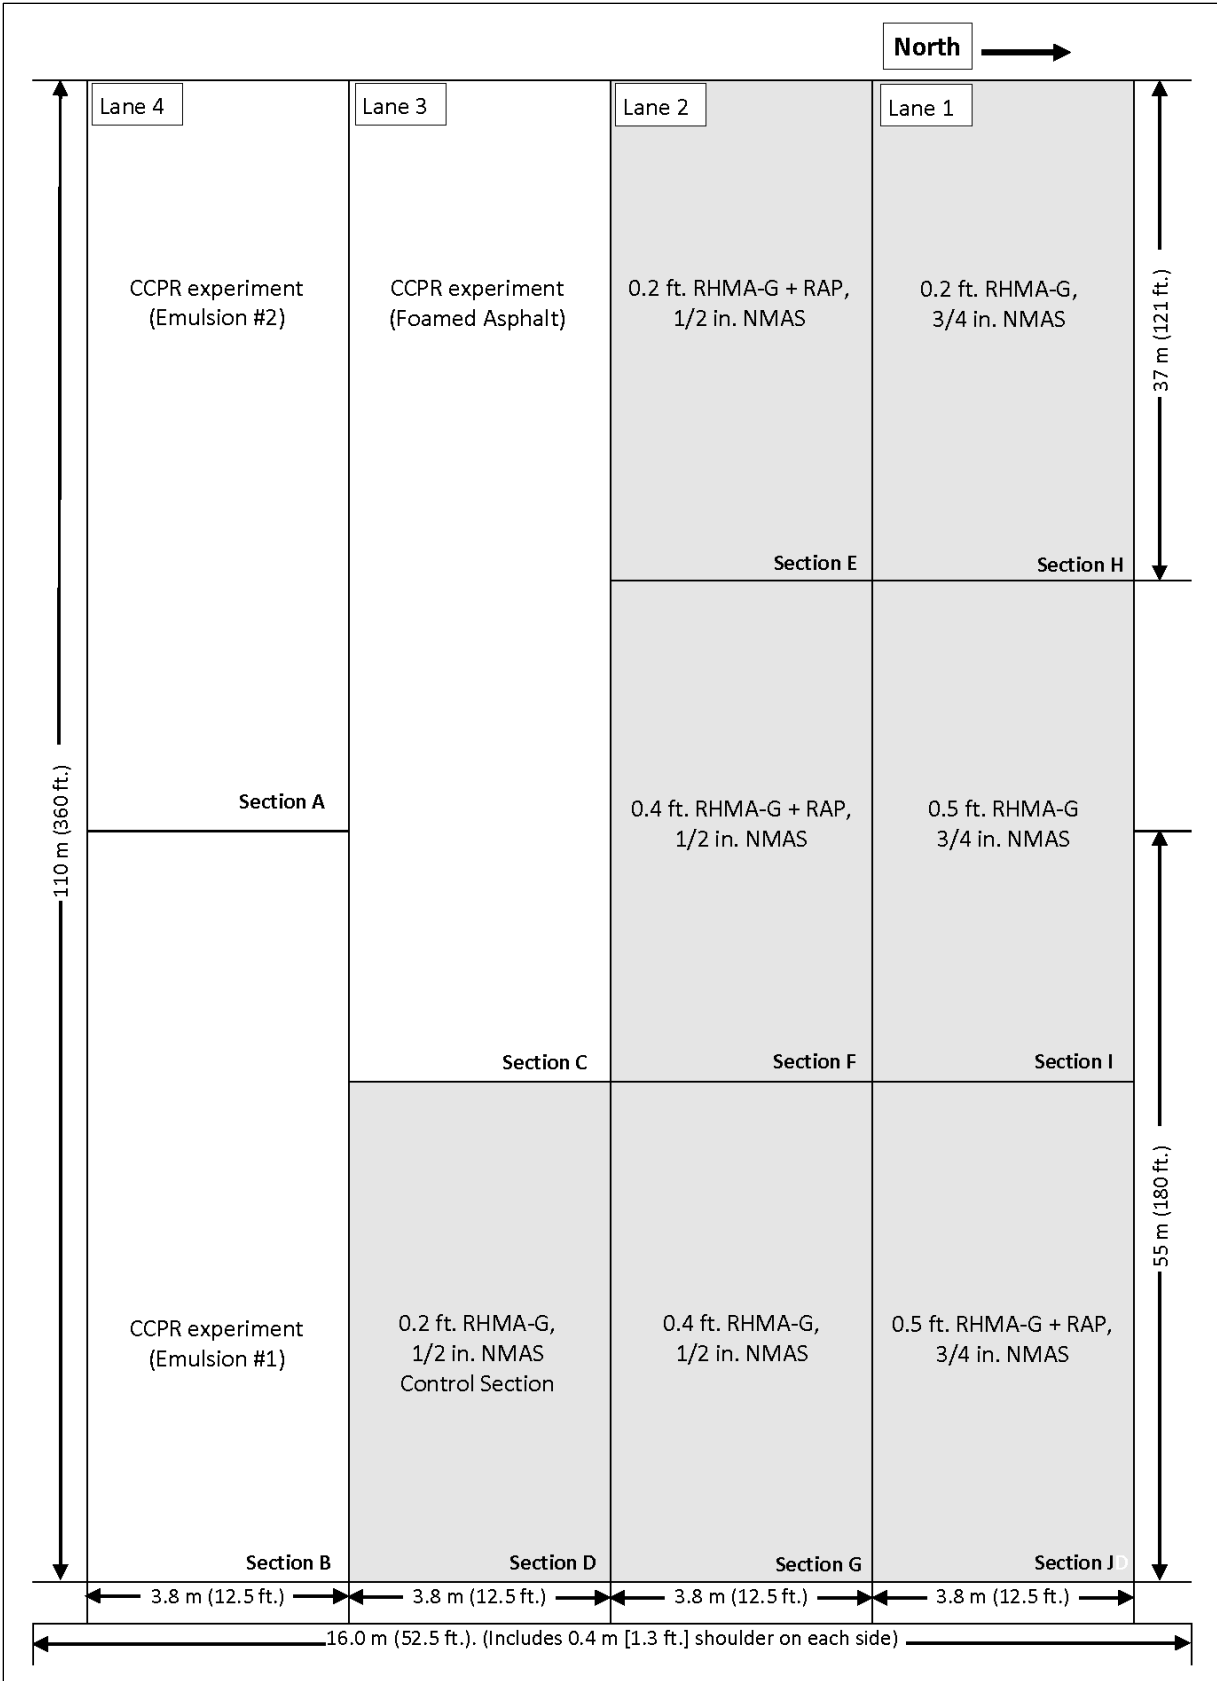 North
Lane 4
Lane 3
Lane 2
Lane 1
CCPR experiment
(Emulsion #2)
CCPR experiment
(Foamed Asphalt)
0.2 ft. RHMA-G + RAP,
1/2 in. NMAS
0.2 ft. RHMA-G,
3/4 in. NMAS
37 m (121 ft.)
Section E
Section H
110 m (360 ft.)
Section A
0.4 ft. RHMA-G + RAP,
1/2 in. NMAS
0.5 ft. RHMA-G
3/4 in. NMAS
Section C
Section F
Section I
55 m (180 ft.)
CCPR experiment
(Emulsion #1)
0.2 ft. RHMA-G,
1/2 in. NMAS
Control Section
0.4 ft. RHMA-G,
1/2 in. NMAS
0.5 ft. RHMA-G + RAP,
3/4 in. NMAS
Section B
Section D
Section G
Section JD
3.8 m (12.5 ft.)
3.8 m (12.5 ft.)
3.8 m (12.5 ft.)
3.8 m (12.5 ft.)
16.0 m (52.5 ft.). (Includes 0.4 m [1.3 ft.] shoulder on each side)